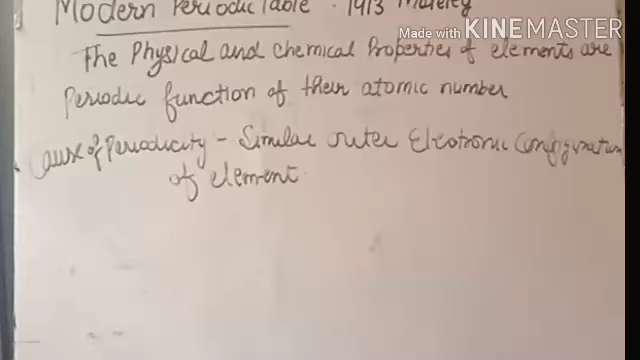 Modern Periodic Table - 1913 Moseley
Made with KINEMASTER
The Physical and chemical Properties of elements are
Periodic function of their atomic number
Cause of Periodicity - Similar outer Electronic Configuration
of element